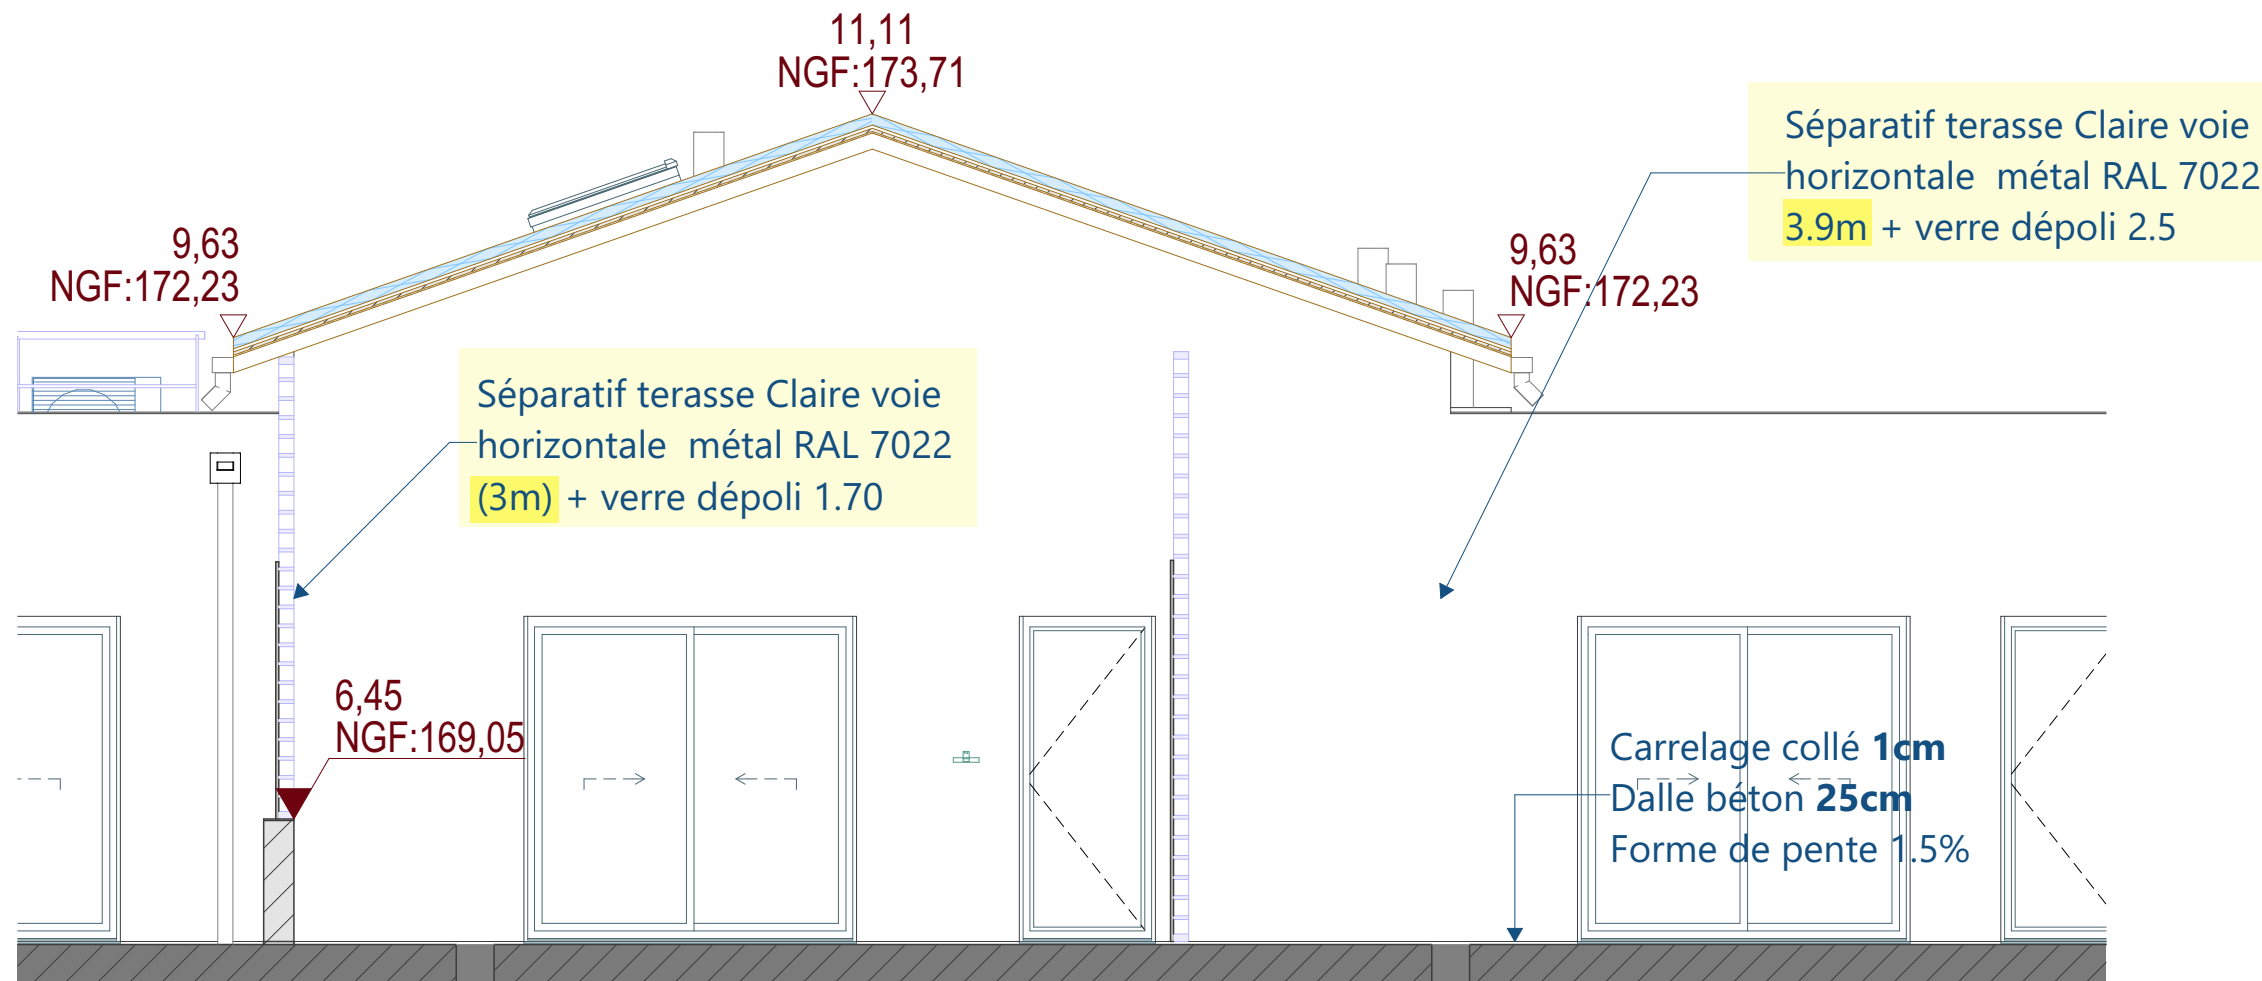 11,11
NGF:173,71
Séparatif terasse Claire voie
horizontale  métal RAL 7022
3.9m + verre dépoli 2.5
9,63
NGF:172,23
9,63
NGF:172,23
Séparatif terasse Claire voie
horizontale  métal RAL 7022
(3m) + verre dépoli 1.70
6,45
NGF:169,05
Carrelage collé 1cm
Dalle béton 25cm
Forme de pente 1.5%